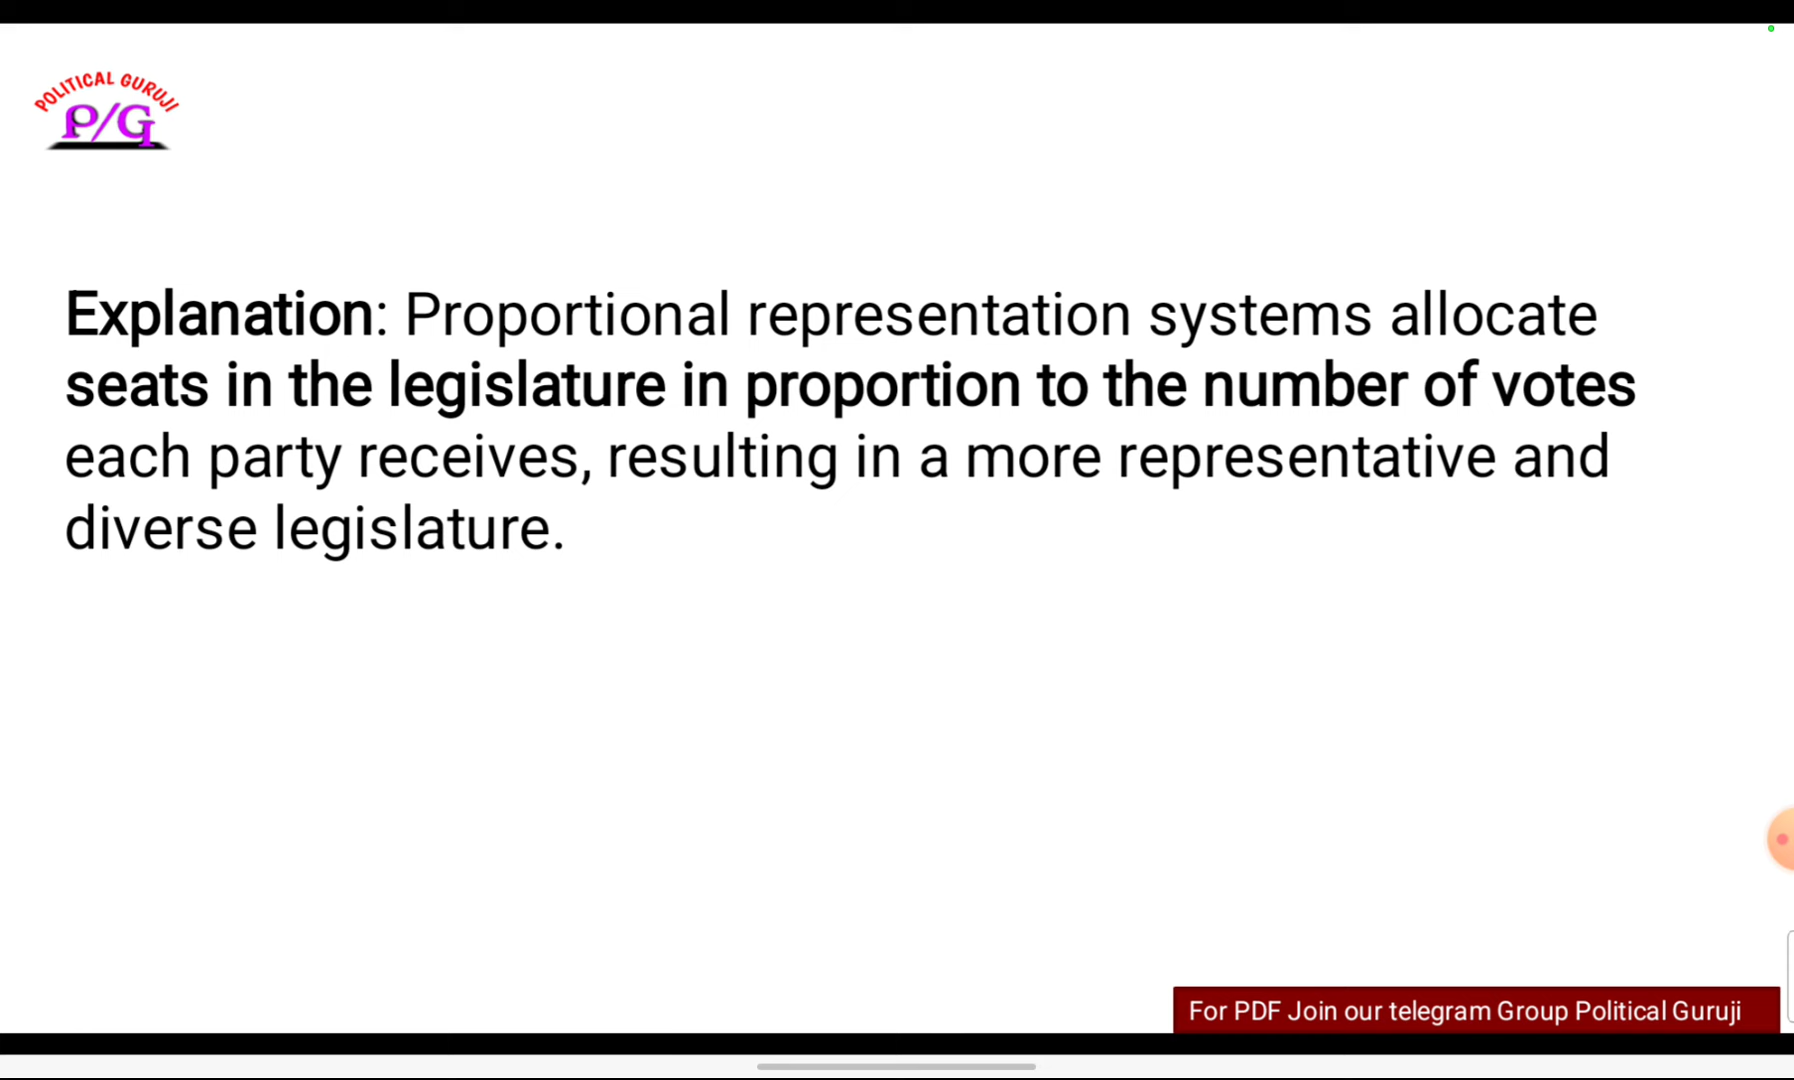 POLITICAL GURUJI
P/G
Explanation: Proportional representation systems allocate
seats in the legislature in proportion to the number of votes
each party receives, resulting in a more representative and
diverse legislature.
For PDF Join our telegram Group Political Guruji